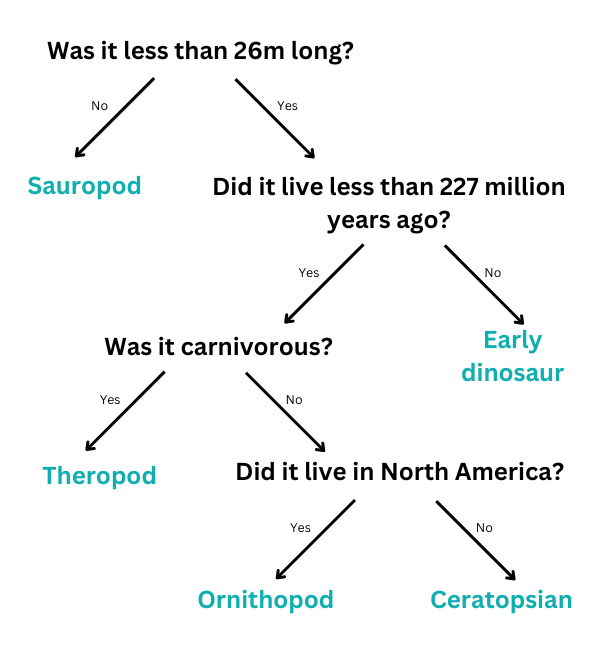 Was it less than 26m long?
No
Yes
Sauropod
Did it live less than 227 million
years ago?
Yes
No
Was it carnivorous?
Early
dinosaur
Yes
No
Theropod
Did it live in North America?
Yes
No
Ornithopod
Ceratopsian